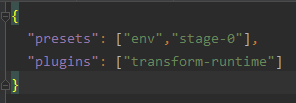 {
"presets": ["env","stage-0"],
"plugins": ["transform-runtime"]
}